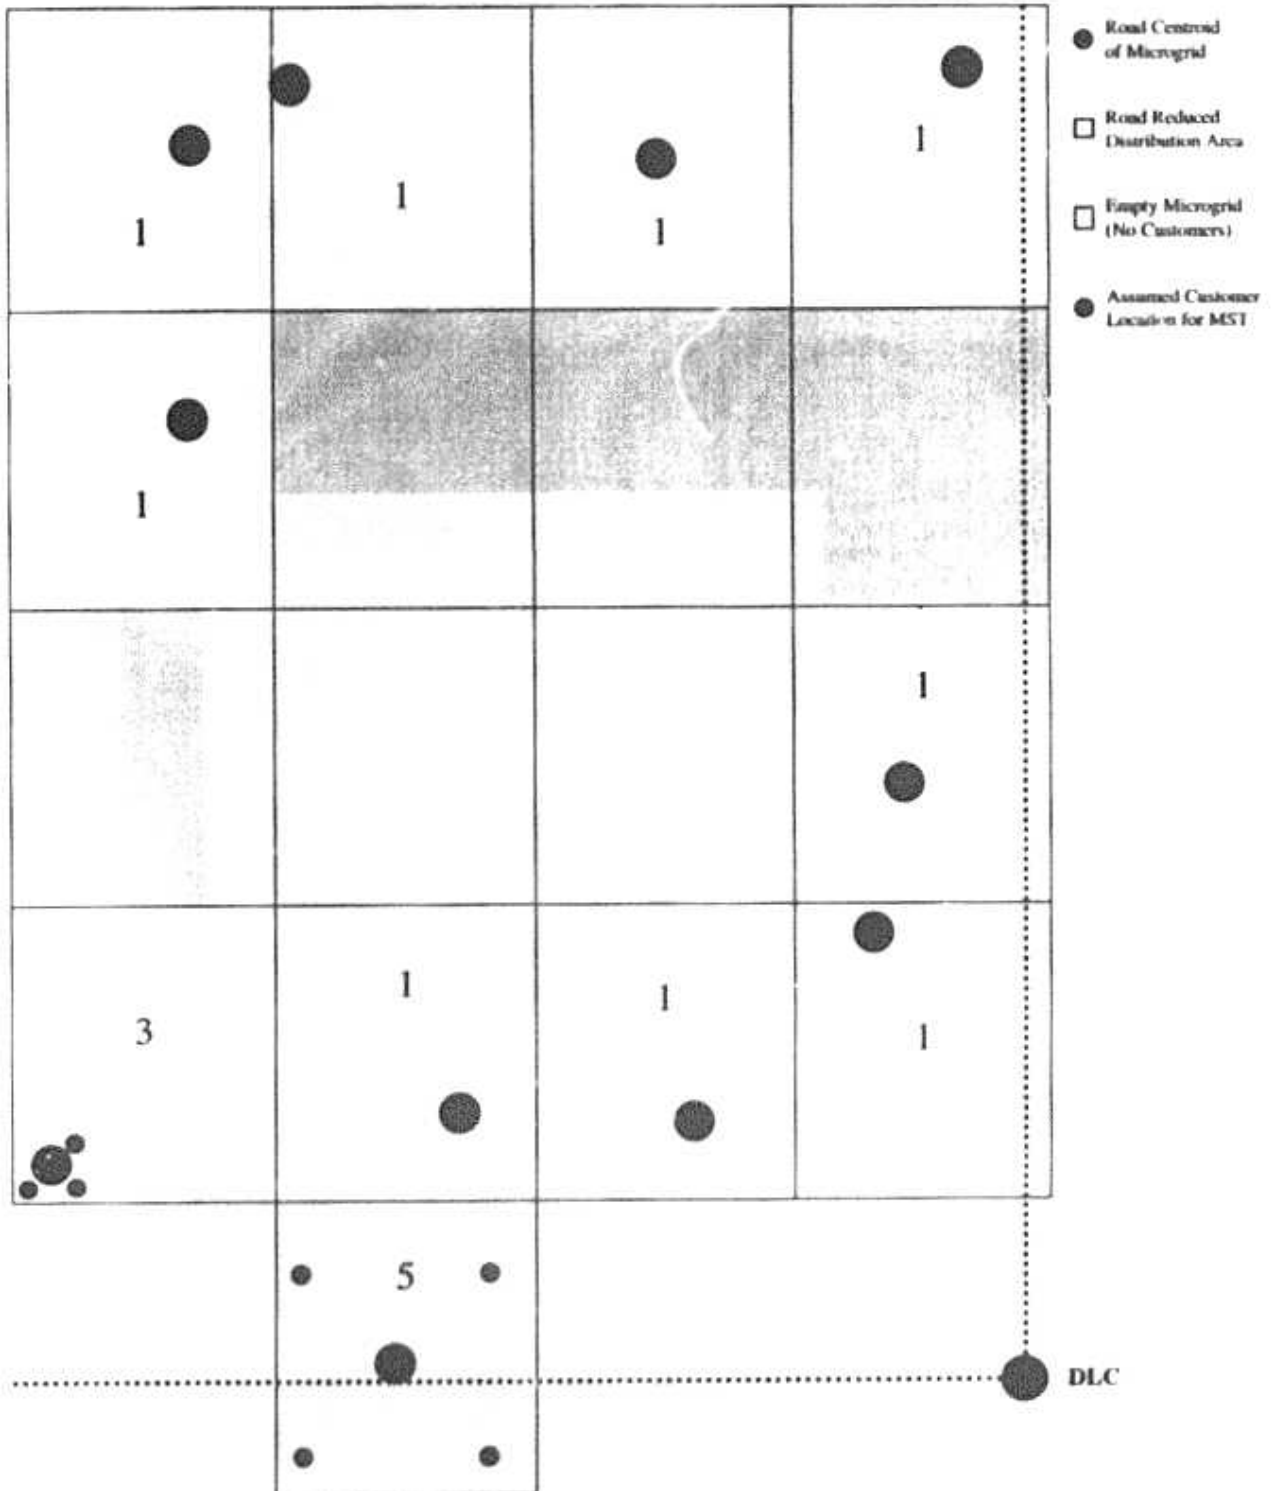 Road Centroid
of Microgrid
Road Reduced
Distribution Area
Empty Microgrid
(No Customers)
Assumed Customer
Location for MST
1
1
1
1
1
1
3
1
1
1
5
DLC